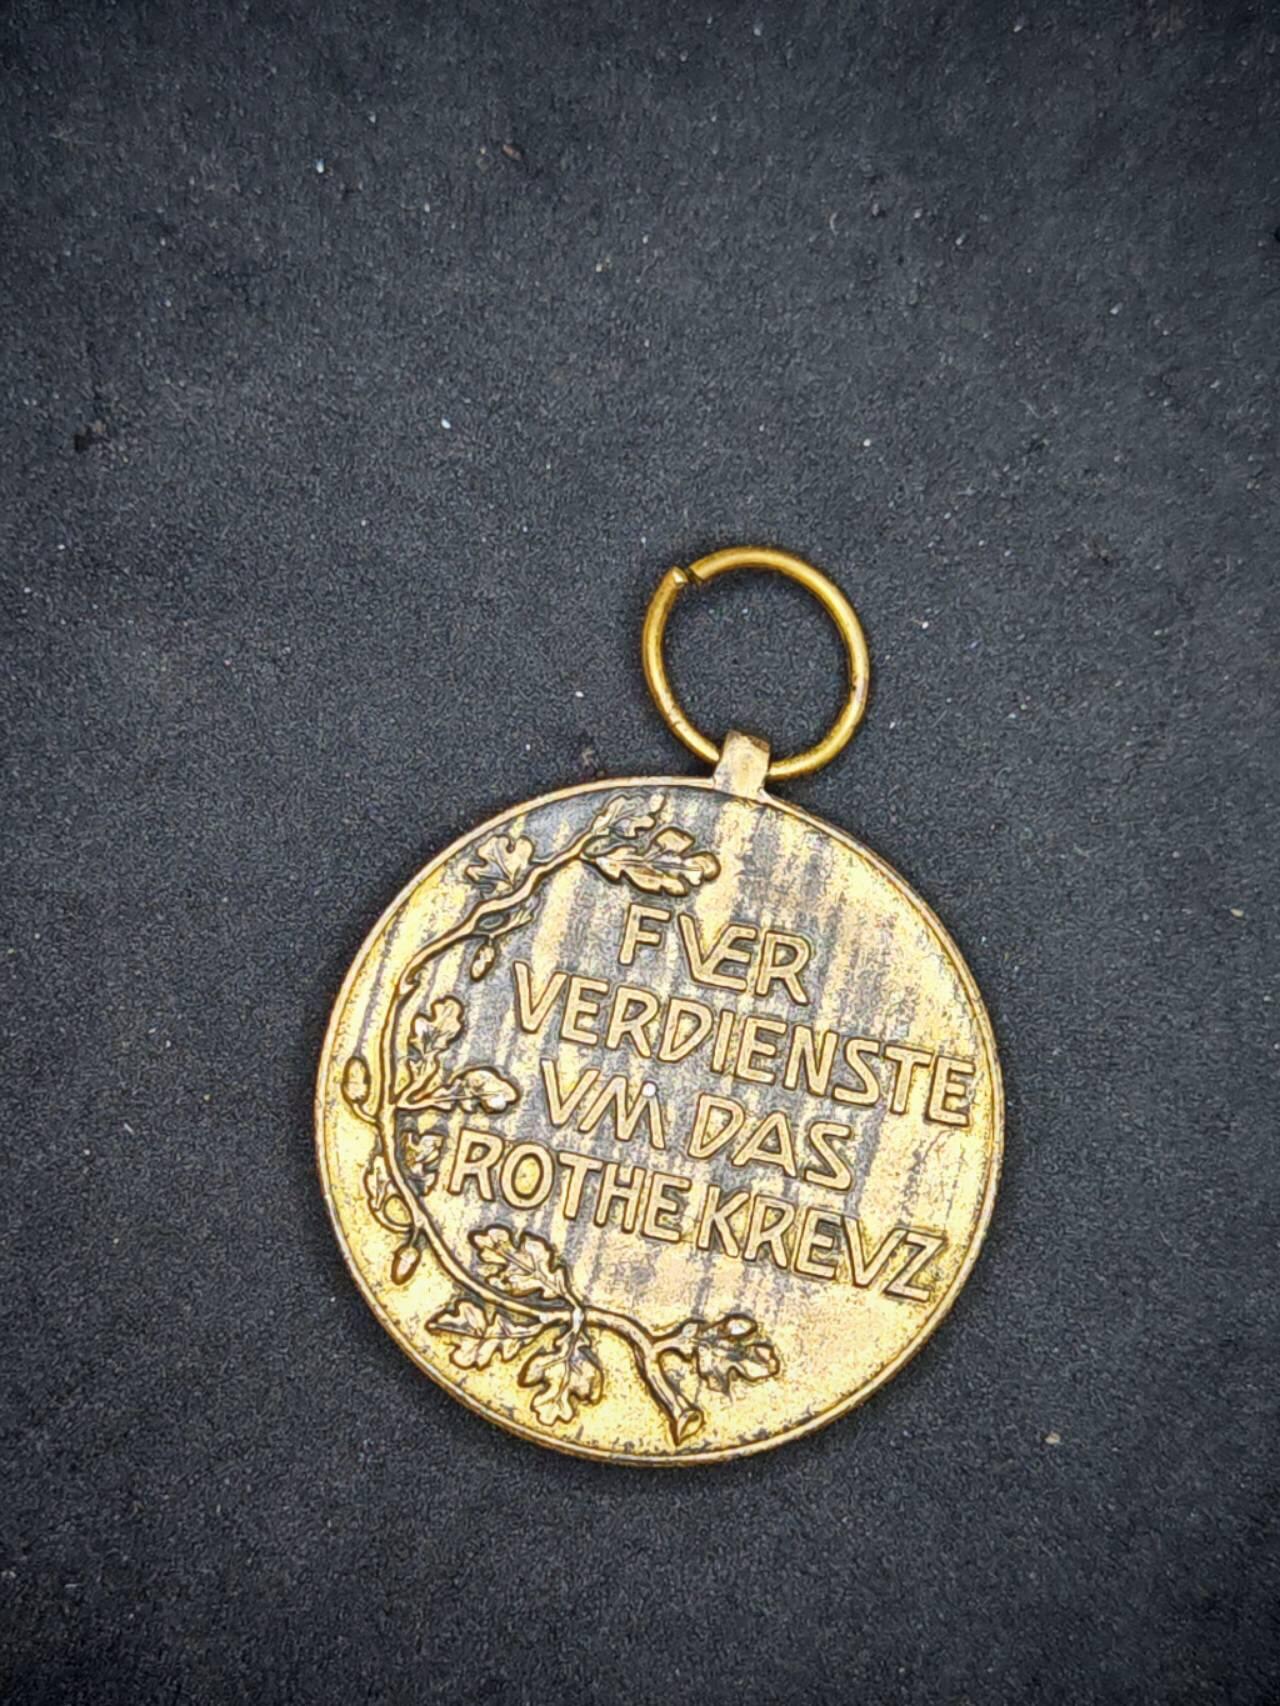 FVER
VERDIENSTE
VM DAS
ROTHE KREVZ